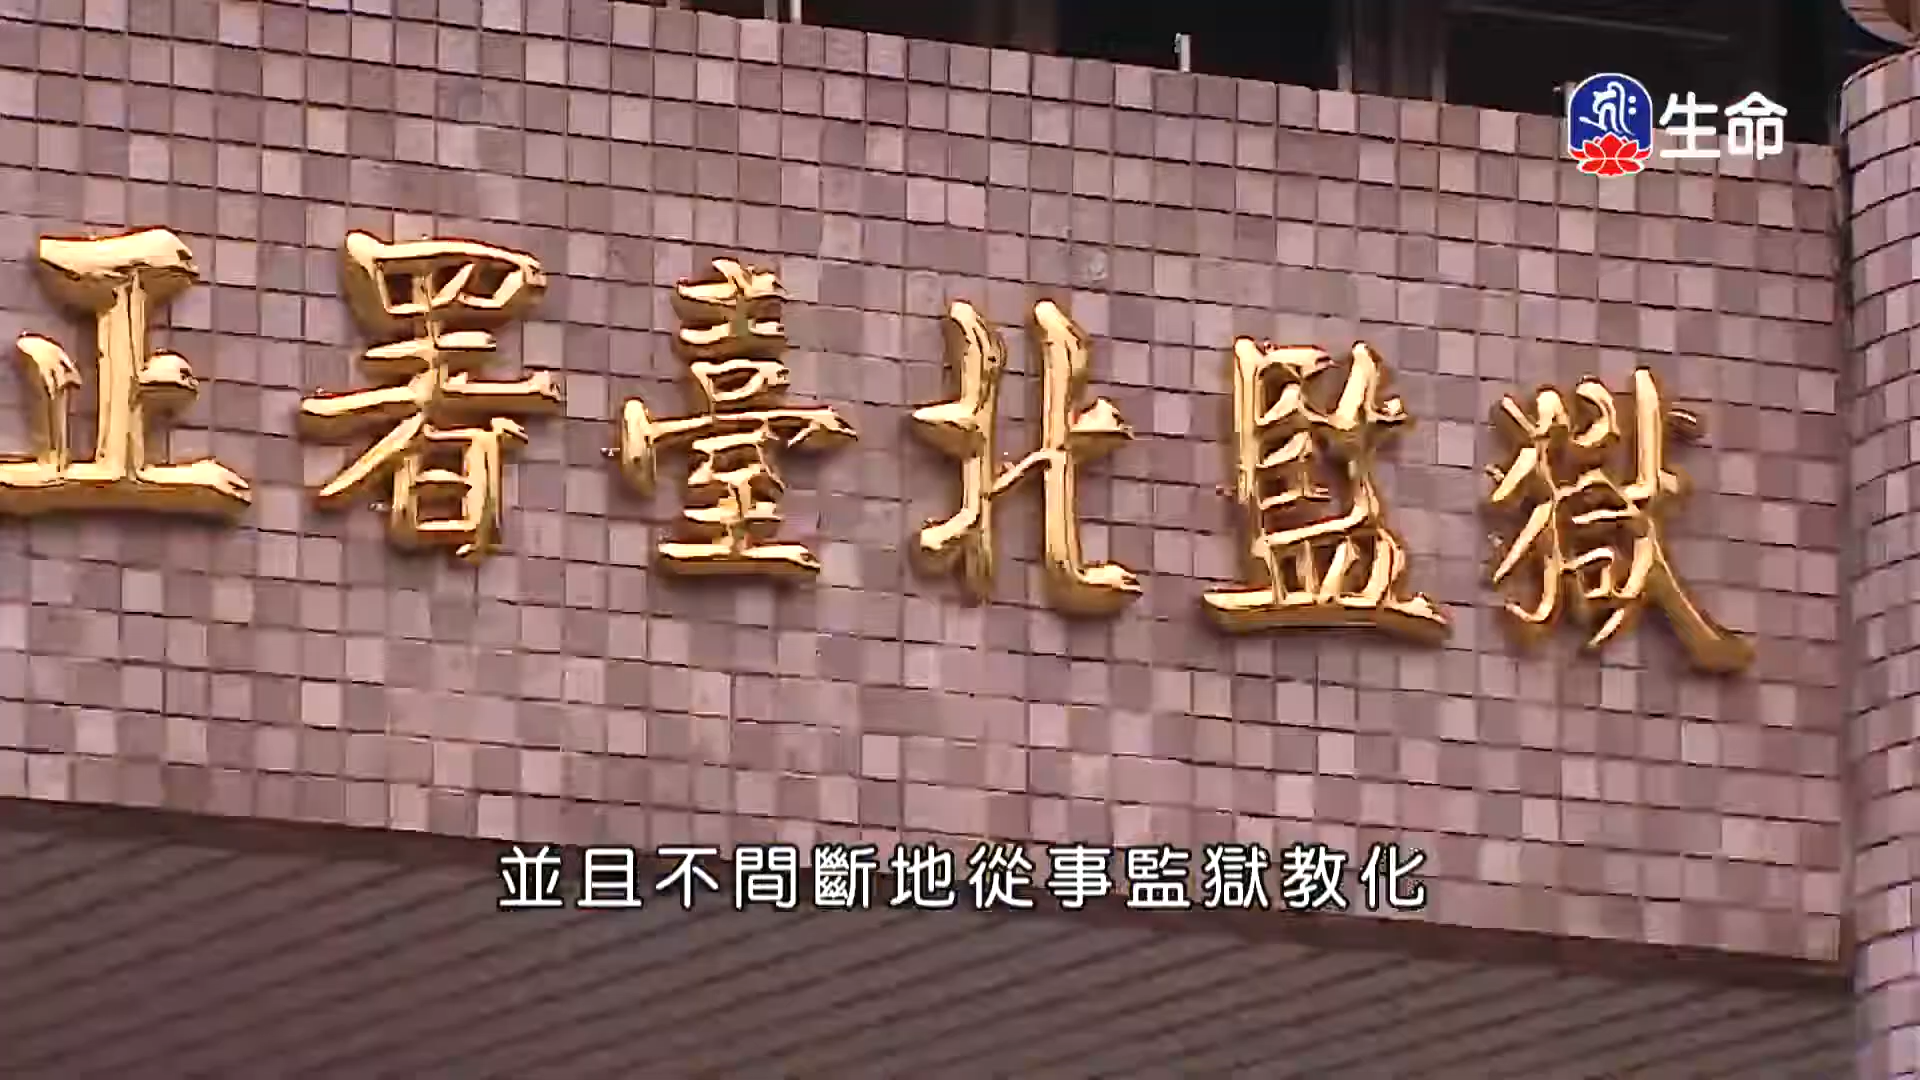 生命
正署臺北監獄
並且不間斷地從事監獄教化